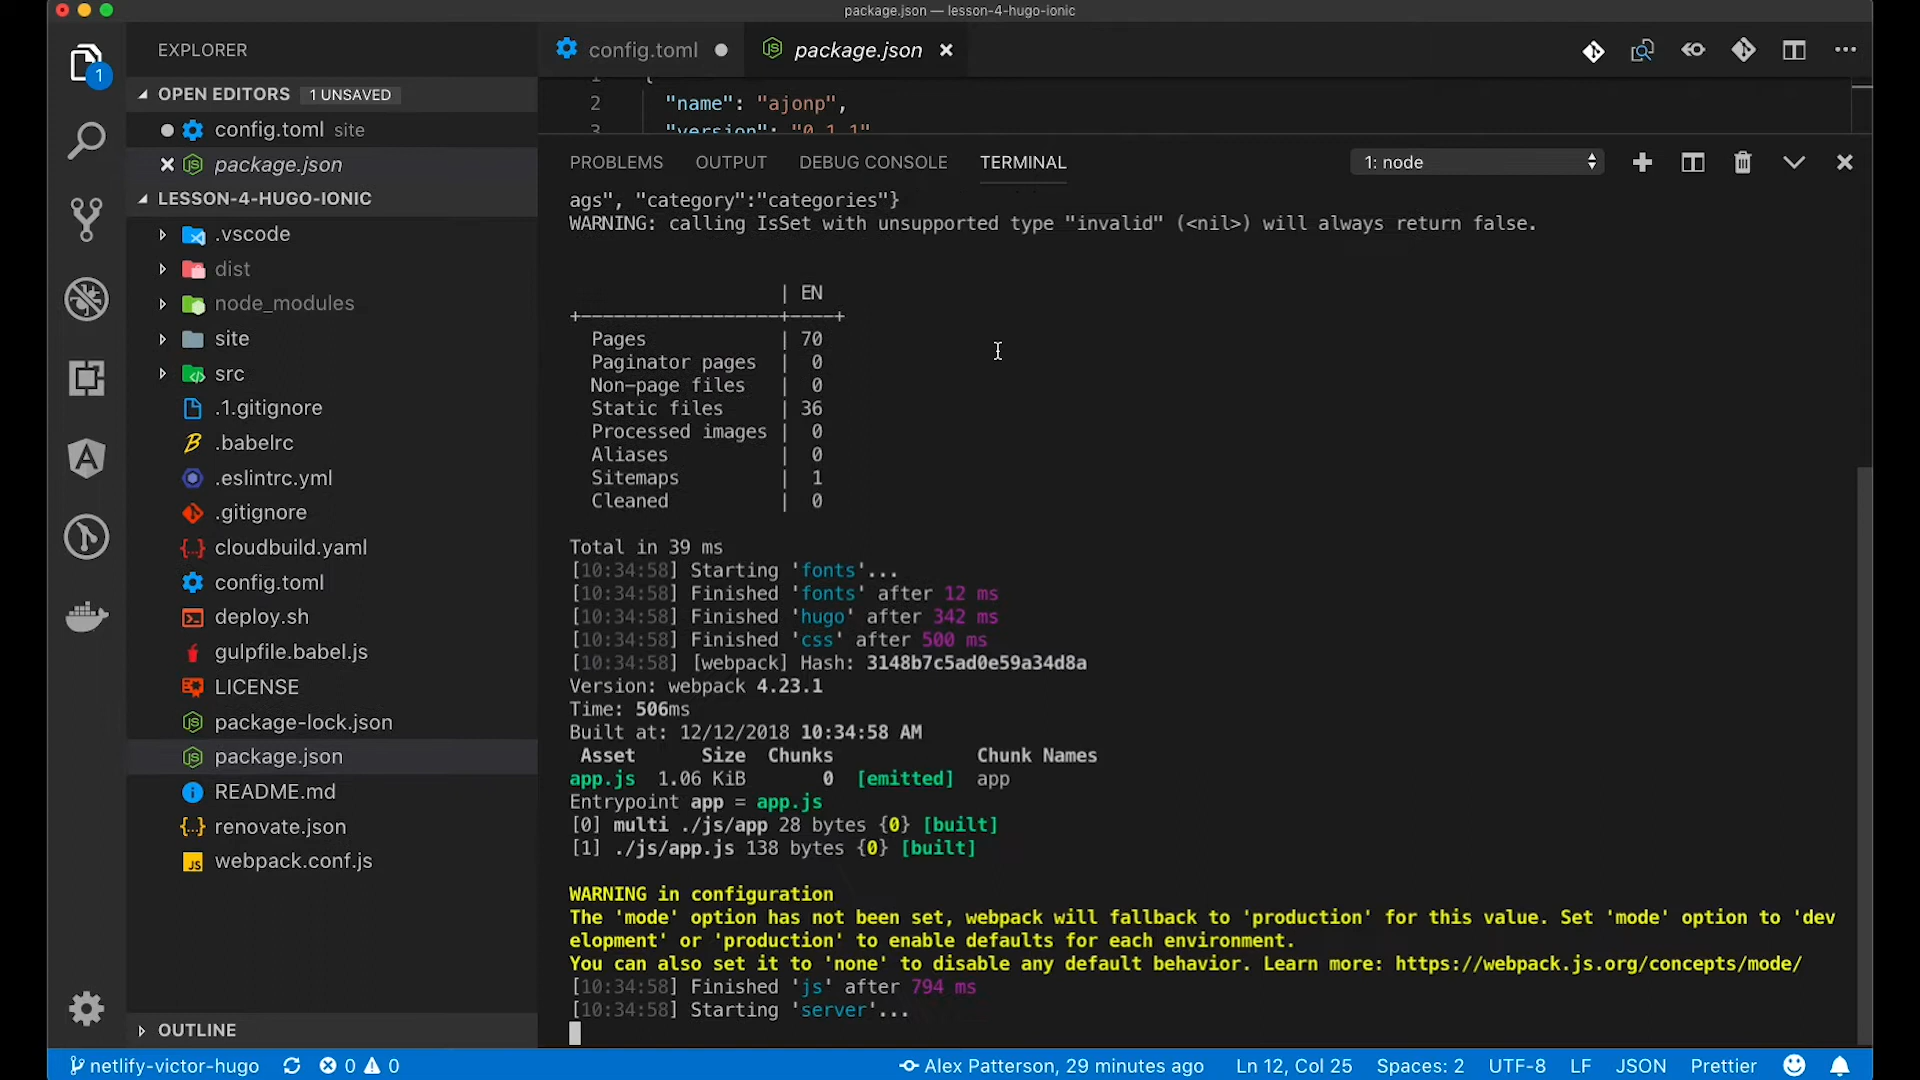 package.json — lesson-4-hugo-ionic
EXPLORER
1
OPEN EDITORS 1 UNSAVED
config.toml site
package.json
LESSON-4-HUGO-IONIC
.vscode
dist
node_modules
site
src
.1.gitignore
.babelrc
.eslintrc.yml
.gitignore
cloudbuild.yaml
config.toml
deploy.sh
gulpfile.babel.js
LICENSE
package-lock.json
package.json
README.md
renovate.json
webpack.conf.js
OUTLINE
config.toml
package.json
1 {
2 "name": "ajonp",
3 "version": "0.1.1"
PROBLEMS OUTPUT DEBUG CONSOLE TERMINAL 1: node
ags", "category":"categories"}
WARNING: calling IsSet with unsupported type "invalid" (<nil>) will always return false.
| EN
+-------------------+----+
Pages | 70
Paginator pages | 0
Non-page files | 0
Static files | 36
Processed images | 0
Aliases | 0
Sitemaps | 1
Cleaned | 0
Total in 39 ms
[10:34:58] Starting 'fonts'...
[10:34:58] Finished 'fonts' after 12 ms
[10:34:58] Finished 'hugo' after 342 ms
[10:34:58] Finished 'css' after 500 ms
[10:34:58] [webpack] Hash: 3148b7c5ad0e59a34d8a
Version: webpack 4.23.1
Time: 506ms
Built at: 12/12/2018 10:34:58 AM
Asset Size Chunks Chunk Names
app.js 1.06 KiB 0 [emitted] app
Entrypoint app = app.js
[0] multi ./js/app 28 bytes {0} [built]
[1] ./js/app.js 138 bytes {0} [built]
WARNING in configuration
The 'mode' option has not been set, webpack will fallback to 'production' for this value. Set 'mode' option to 'dev
elopment' or 'production' to enable defaults for each environment.
You can also set it to 'none' to disable any default behavior. Learn more: https://webpack.js.org/concepts/mode/
[10:34:58] Finished 'js' after 794 ms
[10:34:58] Starting 'server'...
netlify-victor-hugo 0 0 Alex Patterson, 29 minutes ago Ln 12, Col 25 Spaces: 2 UTF-8 LF JSON Prettier